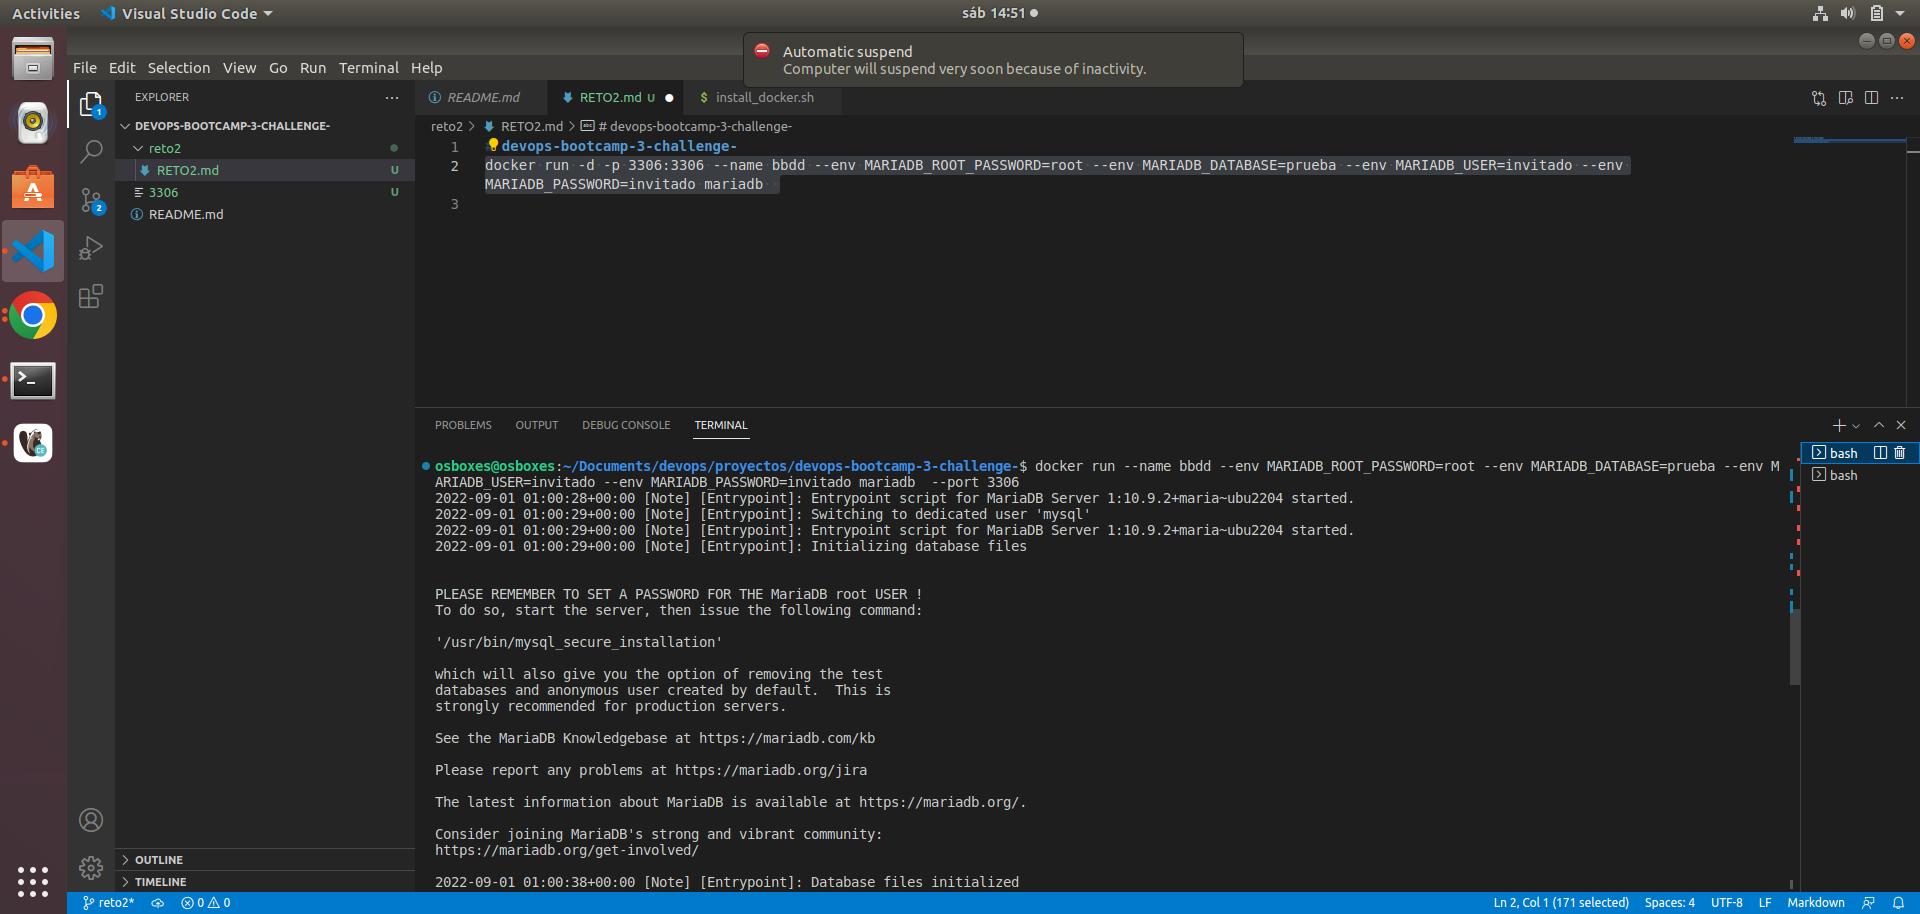 Activities
Visual Studio Code
sáb 14:51
Automatic suspend
Computer will suspend very soon because of inactivity.
File Edit Selection View Go Run Terminal Help
EXPLORER
README.md
RETO2.md U
$ install_docker.sh
DEVOPS-BOOTCAMP-3-CHALLENGE-
reto2
RETO2.md U
3306 U
README.md
1
2
reto2 > RETO2.md > # devops-bootcamp-3-challenge-
1 devops-bootcamp-3-challenge-
2 docker run -d -p 3306:3306 --name bbdd --env MARIADB_ROOT_PASSWORD=root --env MARIADB_DATABASE=prueba --env MARIADB_USER=invitado --env
MARIADB_PASSWORD=invitado mariadb
3
PROBLEMS OUTPUT DEBUG CONSOLE TERMINAL
osboxes@osboxes:~/Documents/devops/proyectos/devops-bootcamp-3-challenge-$ docker run --name bbdd --env MARIADB_ROOT_PASSWORD=root --env MARIADB_DATABASE=prueba --env M
ARIADB_USER=invitado --env MARIADB_PASSWORD=invitado mariadb  --port 3306
2022-09-01 01:00:28+00:00 [Note] [Entrypoint]: Entrypoint script for MariaDB Server 1:10.9.2+maria~ubu2204 started.
2022-09-01 01:00:29+00:00 [Note] [Entrypoint]: Switching to dedicated user 'mysql'
2022-09-01 01:00:29+00:00 [Note] [Entrypoint]: Entrypoint script for MariaDB Server 1:10.9.2+maria~ubu2204 started.
2022-09-01 01:00:29+00:00 [Note] [Entrypoint]: Initializing database files
PLEASE REMEMBER TO SET A PASSWORD FOR THE MariaDB root USER !
To do so, start the server, then issue the following command:
'/usr/bin/mysql_secure_installation'
which will also give you the option of removing the test
databases and anonymous user created by default.  This is
strongly recommended for production servers.
See the MariaDB Knowledgebase at https://mariadb.com/kb
Please report any problems at https://mariadb.org/jira
The latest information about MariaDB is available at https://mariadb.org/.
Consider joining MariaDB's strong and vibrant community:
https://mariadb.org/get-involved/
2022-09-01 01:00:38+00:00 [Note] [Entrypoint]: Database files initialized
bash
bash
OUTLINE
TIMELINE
reto2* 0 0
Ln 2, Col 1 (171 selected) Spaces: 4 UTF-8 LF Markdown